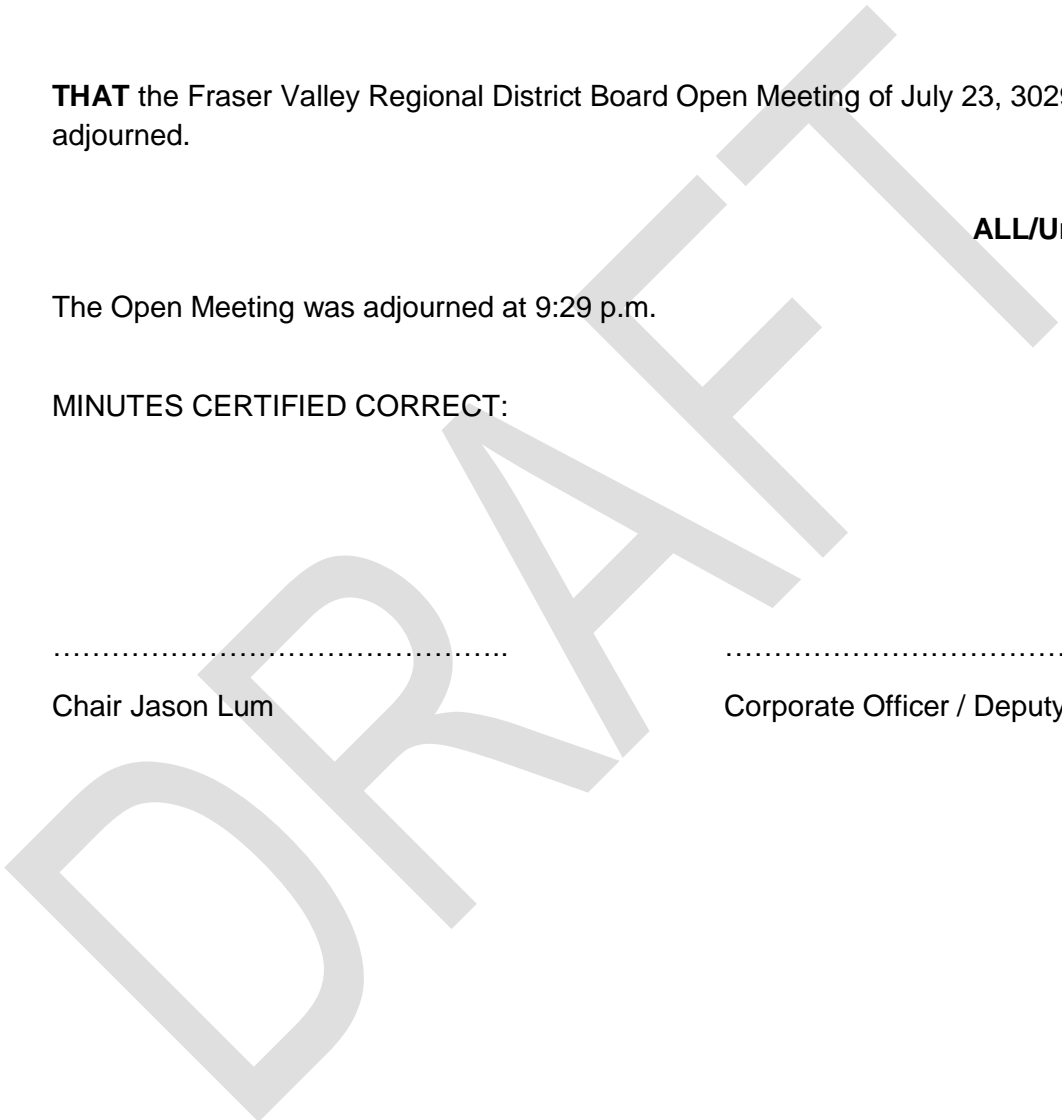 THAT the Fraser Valley Regional District Board Open Meeting of July 23, 302
adjourned.
ALL/
The Open Meeting was adjourned at 9:29 p.m.
MINUTES CERTIFIED CORRECT:
……………………………………….. ……………………………
Chair Jason Lum Corporate Officer / Deputy
DRAFT